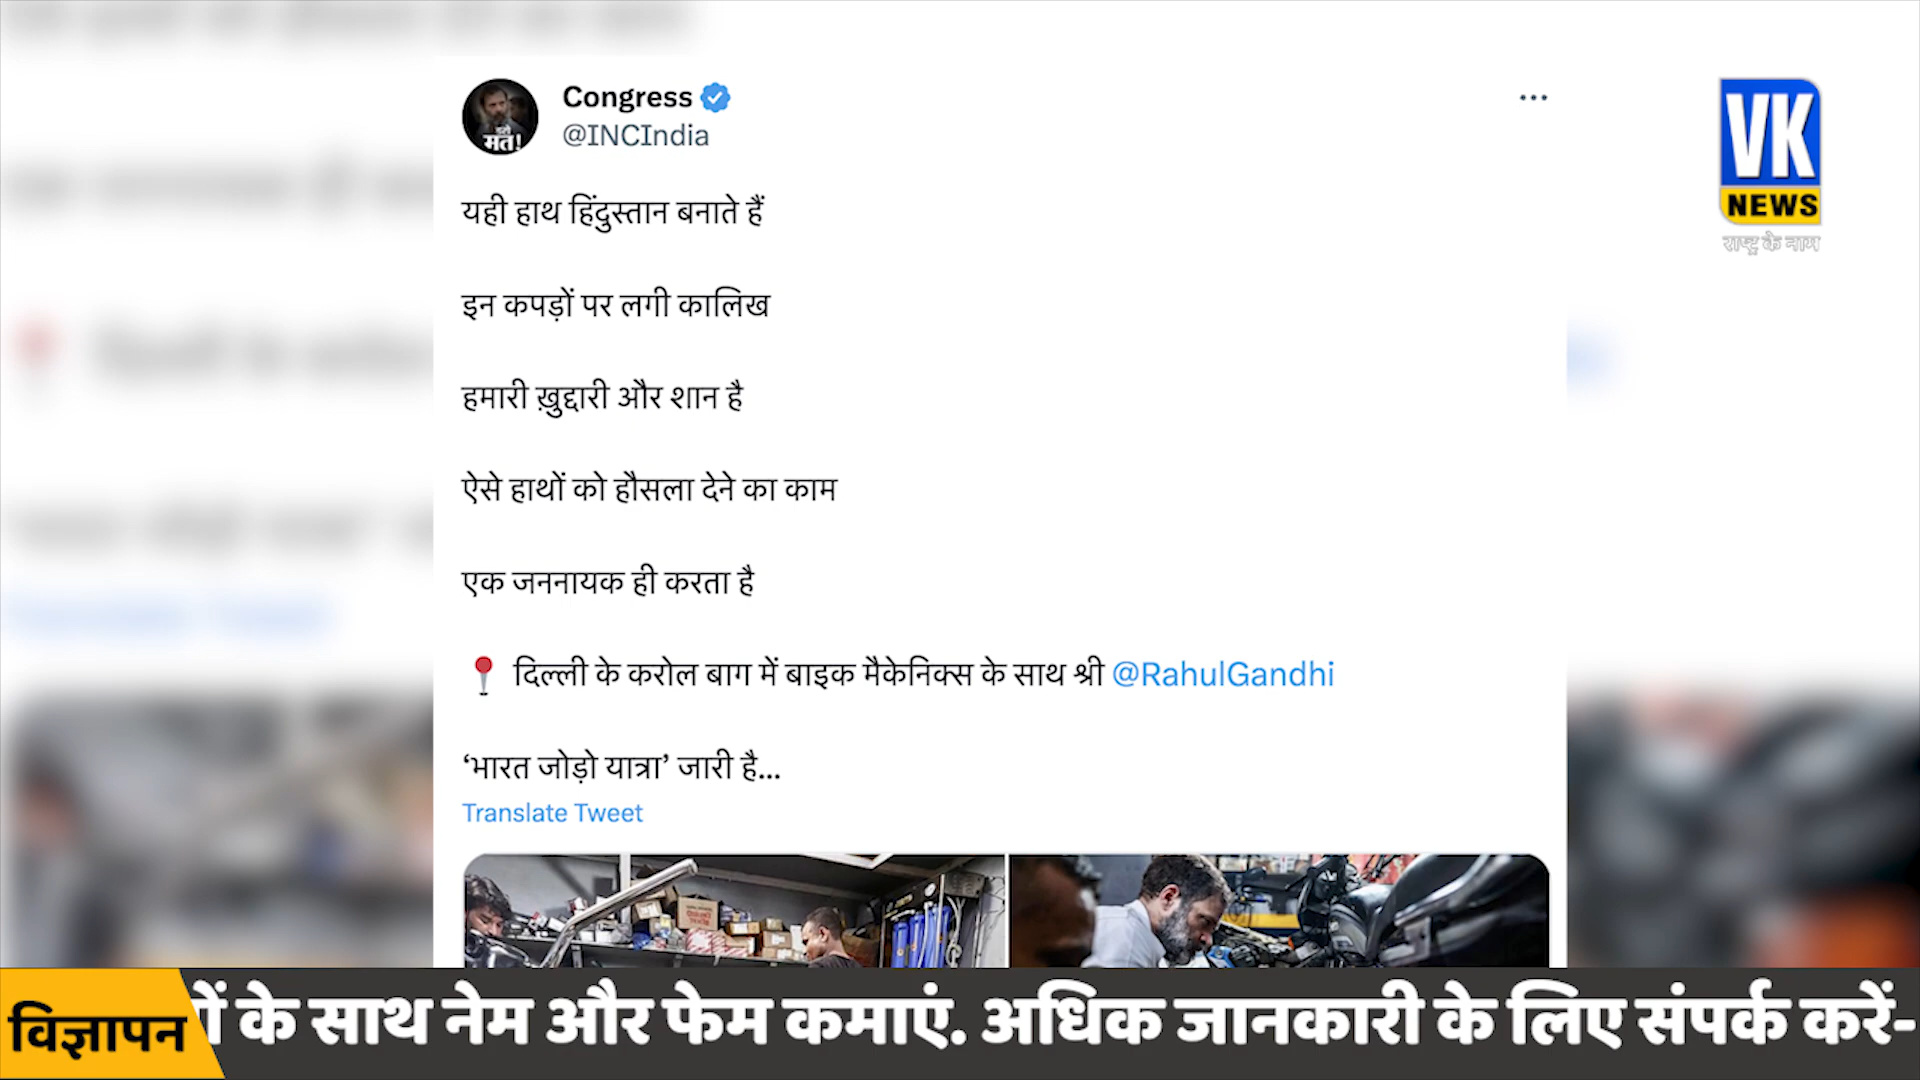 Congress
@INCIndia
यही हाथ हिंदुस्तान बनाते हैं
इन कपड़ों पर लगी कालिख
हमारी ख़ुद्दारी और शान है
ऐसे हाथों को हौसला देने का काम
एक जननायक ही करता है
📍 दिल्ली के करोल बाग में बाइक मैकेनिक्स के साथ श्री @RahulGandhi
‘भारत जोड़ो यात्रा’ जारी है...
Translate Tweet
मत!
VK
NEWS
राष्ट्र के नाम
विज्ञापन
के साथ नेम और फेम कमाएं. अधिक जानकारी के लिए संपर्क करें-